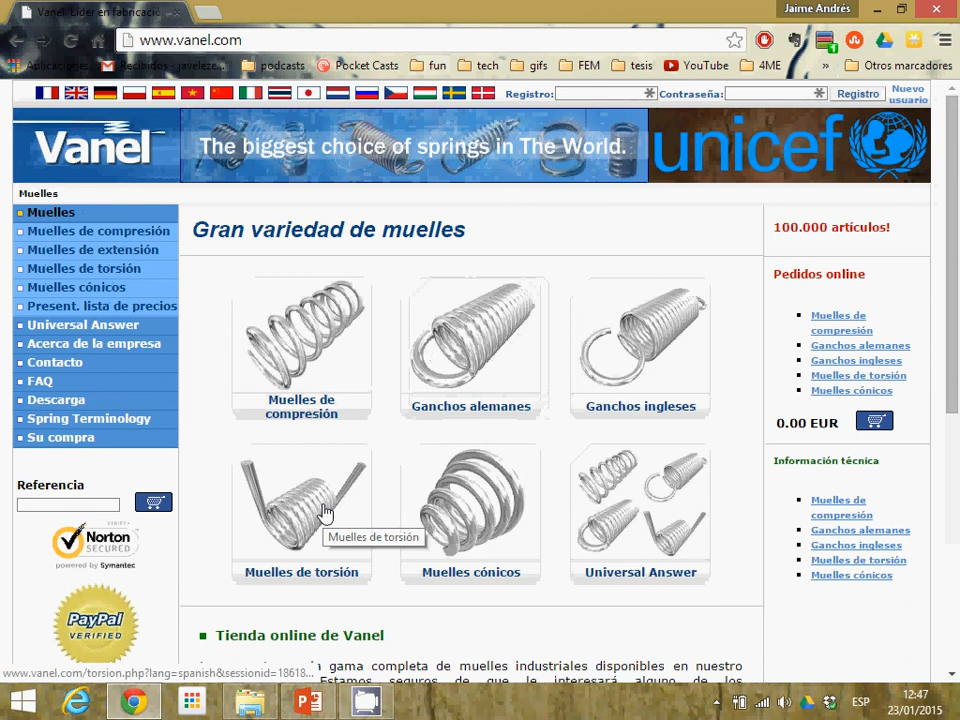 Vanel. Líder en fabricació
Jaime Andrés
www.vanel.com
Aplicaciones
Recibidos - javeleze...
podcasts
Pocket Casts
fun
tech
gifs
FEM
tesis
YouTube
4ME
»
Otros marcadores
Registro:
Contraseña:
Registro
Nuevo
usuario
Vanel
The biggest choice of springs in The World.
unicef
Muelles
Muelles
Muelles de compresión
Muelles de extensión
Muelles de torsión
Muelles cónicos
Present. lista de precios
Universal Answer
Acerca de la empresa
Contacto
FAQ
Descarga
Spring Terminology
Su compra
Referencia
VERIFY
Norton
SECURED
powered by Symantec
PayPal
VERIFIED
Gran variedad de muelles
Muelles de
compresión
Ganchos alemanes
Ganchos ingleses
Muelles de torsión
Muelles de torsión
Muelles cónicos
Universal Answer
Tienda online de Vanel
gama completa de muelles industriales disponibles en nuestro
Estamos seguros de que le interesará alguno de los
100.000 artículos!
Pedidos online
Muelles de
compresión
Ganchos alemanes
Ganchos ingleses
Muelles de torsión
Muelles cónicos
0.00 EUR
Información técnica
Muelles de
compresión
Ganchos alemanes
Ganchos ingleses
Muelles de torsión
Muelles cónicos
www.vanel.com/torsion.php?lang=spanish&sessionid=18618...
ESP
12:47
23/01/2015